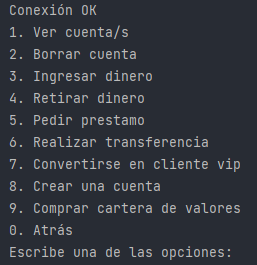 Conexión OK
1. Ver cuenta/s
2. Borrar cuenta
3. Ingresar dinero
4. Retirar dinero
5. Pedir prestamo
6. Realizar transferencia
7. Convertirse en cliente vip
8. Crear una cuenta
9. Comprar cartera de valores
0. Atrás
Escribe una de las opciones: